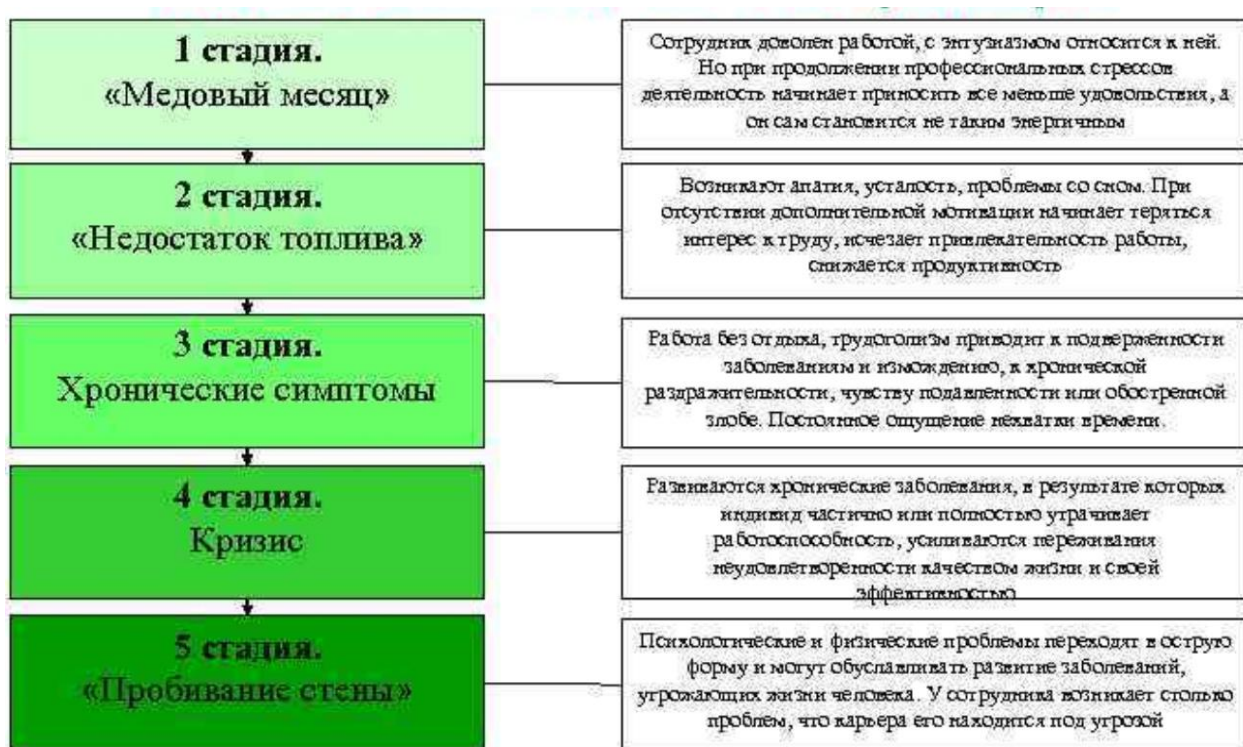 1 стадия.
«Медовый месяц»
Сотрудник доволен работой, с энтузиазмом относится к ней.
Но при продолжении профессиональных стрессов
деятельность начинает приносить все меньше удовольствия, а
он сам становится не таким энергичным
2 стадия.
«Недостаток топлива»
Возникают апатия, усталость, проблемы со сном. При
отсутствии дополнительной мотивации начинает теряться
интерес к труду, исчезает привлекательность работы,
снижается продуктивность
3 стадия.
Хронические симптомы
Работа без отдыха, трудоголизм приводит к подверженности
заболеваниям и измождению, к хронической
раздражительности, чувству подавленности или обостренной
злобе. Постоянное ощущение нехватки времени.
4 стадия.
Кризис
Развиваются хронические заболевания, в результате которых
индивид частично или полностью утрачивает
работоспособность, усиливаются переживания
неудовлетворенности качеством жизни и своей
эффективностью
5 стадия.
«Пробивание стены»
Психологические и физические проблемы переходят в острую
форму и могут обуславливать развитие заболеваний,
угрожающих жизни человека. У сотрудника возникает столько
проблем, что карьера его находится под угрозой